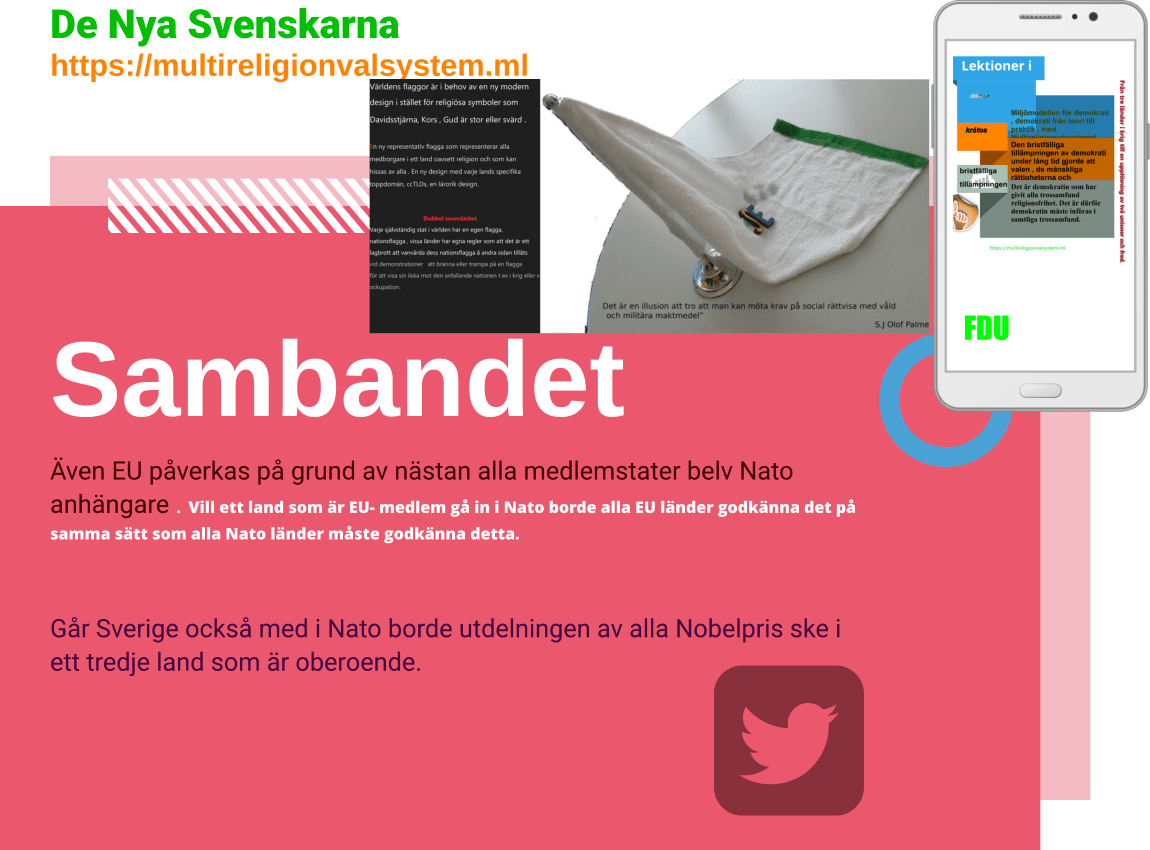 De Nya Svenskarna
https://multireligionvalsystem.ml
Världens flaggor är i behov av en ny modern
design i stället för religiösa symboler som
Davidsstjärna, Kors , Gud är stor eller svärd .
En ny representativ flagga som representerar alla
medborgare i ett land oavsett religion och som kan
hissas av alla . En ny design med varje lands specifika
toppdomän, ccTLDs, en lärorik design.
Dubbel suveränitet
Varje självständig stat i världen har en egen flagga,
nationsflagga , vissa länder har egna regler som att det är ett
lagbrott att vanvårda dess nationsflagga å andra sidan tillåts
vid demonstrationer att bränna eller trampa på en flagga
för att visa sin ilska mot den anfallande nationen t ex i krig eller v
ockupation.
Det är en illusion att tro att man kan möta krav på social rättvisa med våld
och militära maktmedel”
S.J Olof Palme
Lektioner i
krátos
bristfälliga
tillämpningen
Miljömodellen för demokrati
, demokrati från teori till
praktik , med
Multireligionvalsystemet
Den bristfälliga
tillämpningen av demokrati
under lång tid gjorde att
valen , de mänskliga
rättigheterna och
Det är demokratin som har
givit alla trossamfund
religionsfrihet. Det är därför
demokratin måste införas i
samtliga trossamfund.
https://multireligionvalsystem.ml
Från tre länder i krig till en upplösning av två unioner och fred.
FDU
Sambandet
Även EU påverkas på grund av nästan alla medlemstater belv Nato
anhängare . Vill ett land som är EU- medlem gå in i Nato borde alla EU länder godkänna det på
samma sätt som alla Nato länder måste godkänna detta.
Går Sverige också med i Nato borde utdelningen av alla Nobelpris ske i
ett tredje land som är oberoende.